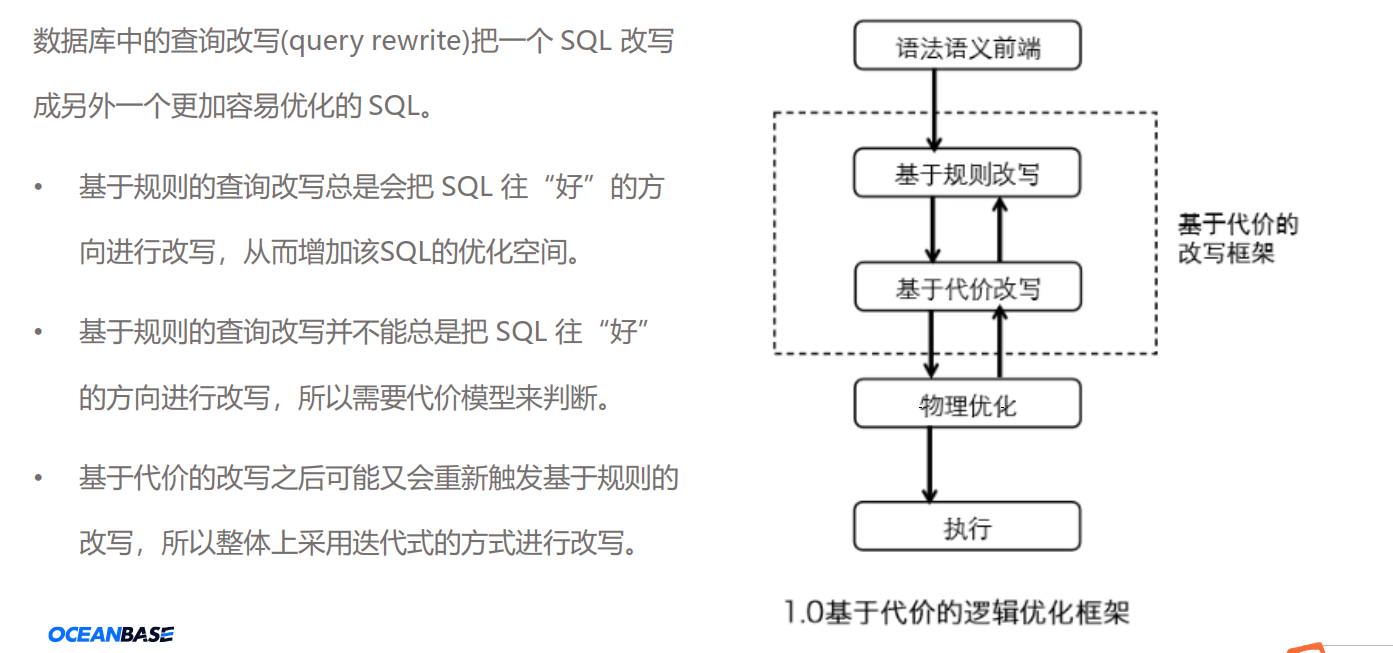 数据库中的查询改写(query rewrite)把一个 SQL 改写
成另外一个更加容易优化的 SQL。
• 基于规则的查询改写总是会把 SQL 往“好”的方
向进行改写，从而增加该SQL的优化空间。
• 基于规则的查询改写并不能总是把 SQL 往“好”
的方向进行改写，所以需要代价模型来判断。
• 基于代价的改写之后可能又会重新触发基于规则的
改写，所以整体上采用迭代式的方式进行改写。
OCEANBASE
语法语义前端
基于规则改写
基于代价改写
基于代价的
改写框架
物理优化
执行
1.0基于代价的逻辑优化框架